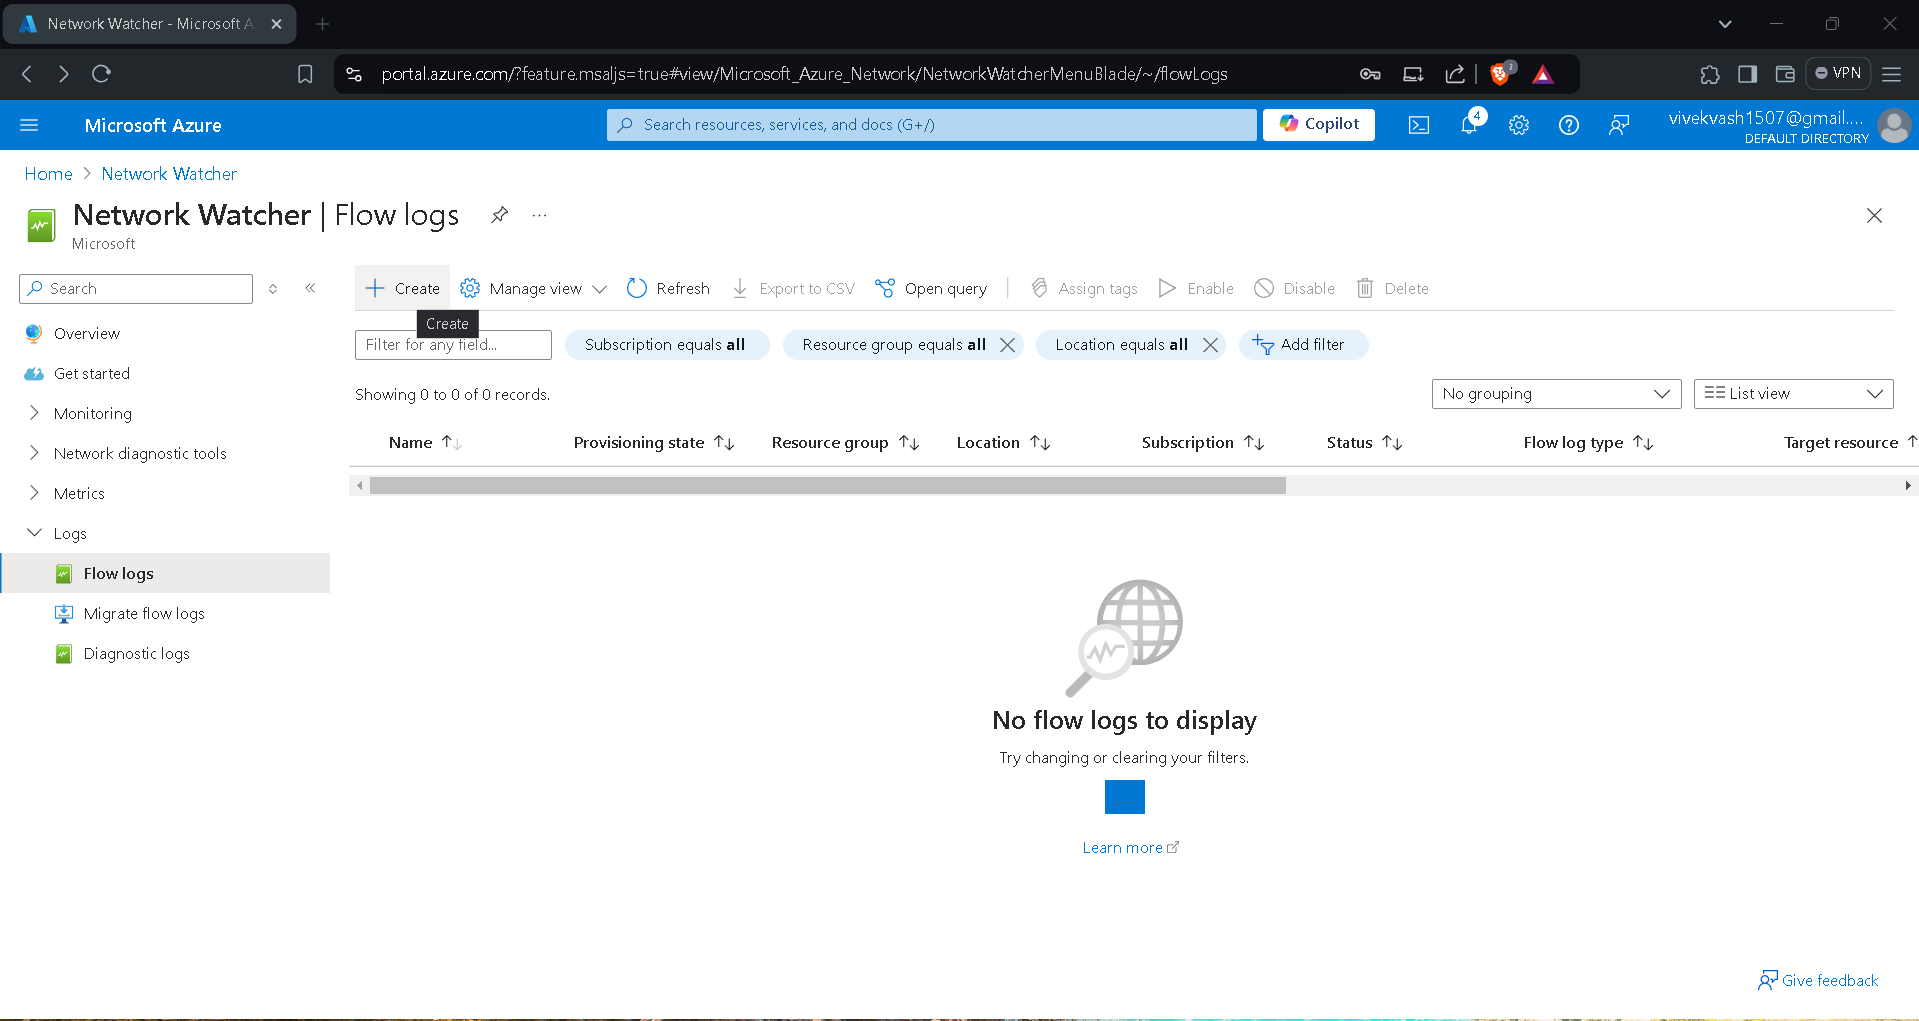 Network Watcher - Microsoft A
portal.azure.com/?feature.msaljs=true#view/Microsoft_Azure_Network/NetworkWatcherMenuBlade/~/flowLogs
2
VPN
Microsoft Azure
Search resources, services, and docs (G+/)
Copilot
4
vivekvash1507@gmail....
DEFAULT DIRECTORY
Home > Network Watcher
Network Watcher | Flow logs
...
Microsoft
Search
Create
Manage view
Refresh
Export to CSV
Open query
Assign tags
Enable
Disable
Delete
Create
Overview
Get started
Monitoring
Network diagnostic tools
Metrics
Logs
Flow logs
Migrate flow logs
Diagnostic logs
Filter for any field...
Subscription equals all
Resource group equals all
Location equals all
Add filter
Showing 0 to 0 of 0 records.
No grouping
List view
Name
Provisioning state
Resource group
Location
Subscription
Status
Flow log type
Target resource
No flow logs to display
Try changing or clearing your filters.
Learn more
Give feedback